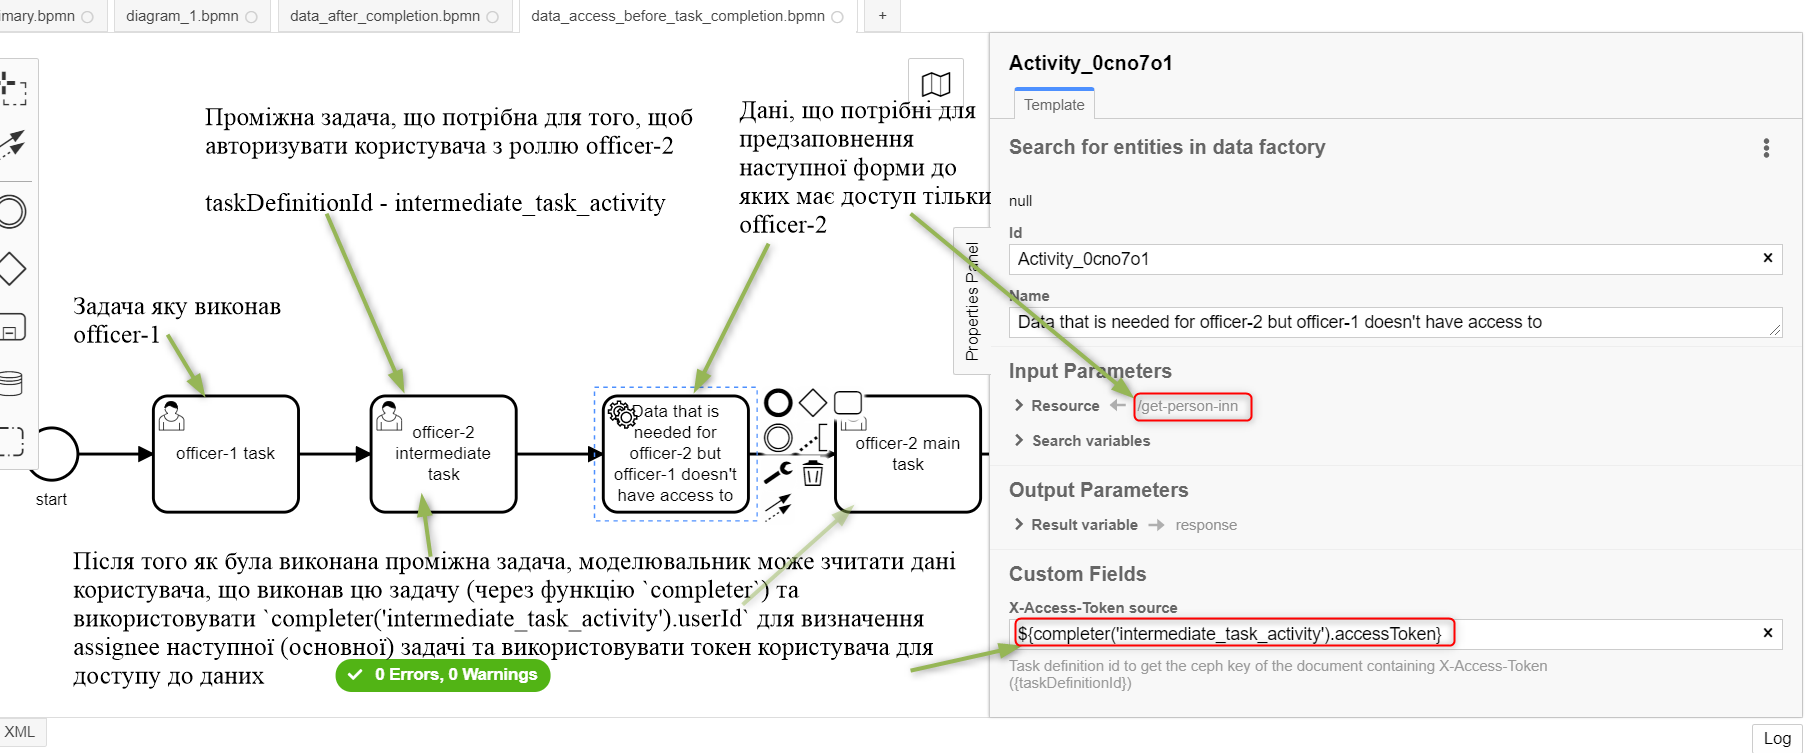 imary.bpmn
diagram_1.bpmn
data_after_completion.bpmn
data_access_before_task_completion.bpmn
+
Проміжна задача, що потрібна для того, щоб
авторизувати користувача з роллю officer-2
taskDefinitionId - intermediate_task_activity
Дані, що потрібні для
предзаповнення
наступної форми до
яких має доступ тільки
officer-2
Задача яку виконав
officer-1
start
officer-1 task
officer-2
intermediate
task
Data that is
needed for
officer-2 but
officer-1 doesn't
have access to
officer-2 main
task
Після того як була виконана проміжна задача, моделювальник може зчитати дані
користувача, що виконав цю задачу (через функцію `completer`) та
використовувати `completer('intermediate_task_activity').userId` для визначення
assignee наступної (основної) задачі та використовувати токен користувача для
доступу до даних
0 Errors, 0 Warnings
XML
Properties Panel
Activity_0cno7o1
Template
Search for entities in data factory
null
Id
Activity_0cno7o1
Name
Data that is needed for officer-2 but officer-1 doesn't have access to
Input Parameters
Resource
/get-person-inn
Search variables
Output Parameters
Result variable
response
Custom Fields
X-Access-Token source
${completer('intermediate_task_activity').accessToken}
Task definition id to get the ceph key of the document containing X-Access-Token
({taskDefinitionId})
Log